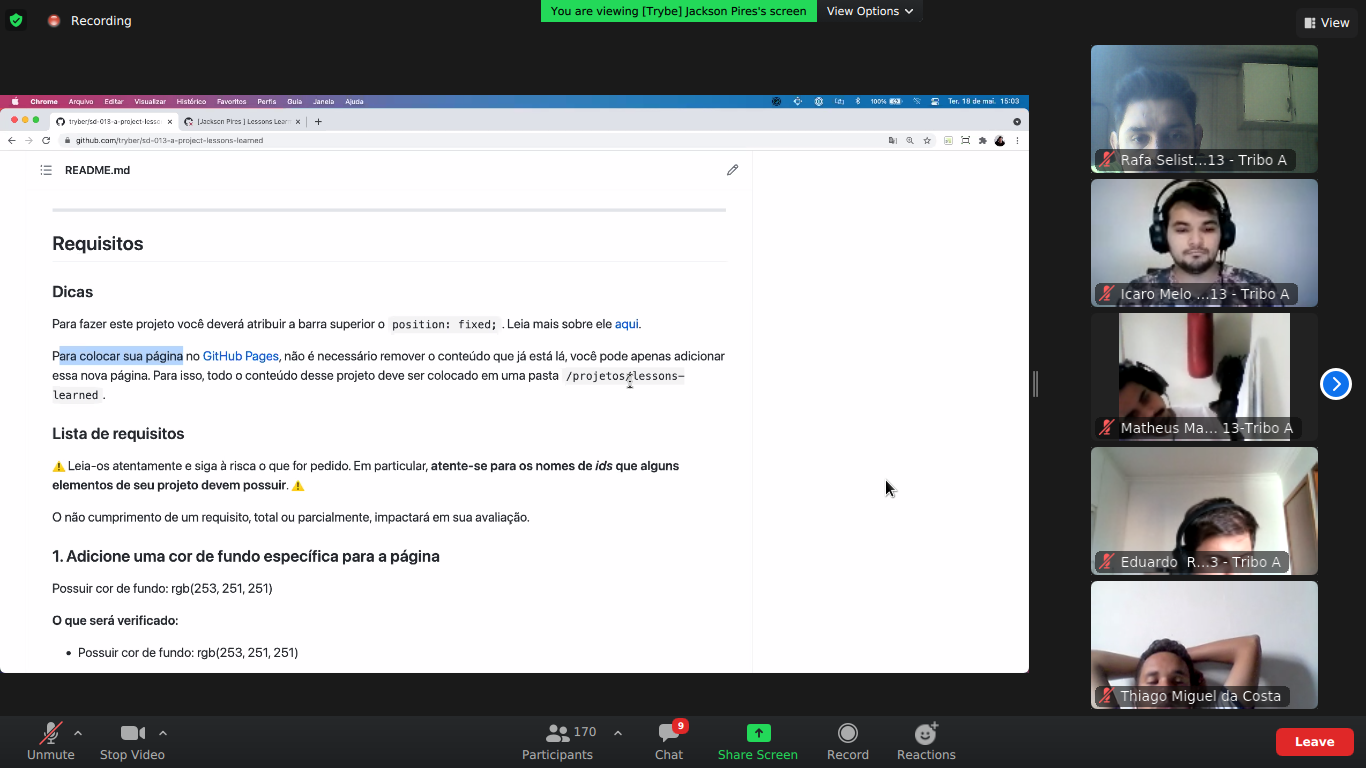 Recording
You are viewing [Trybe] Jackson Pires's screen
View Options
View
Chrome Arquivo Editar Visualizar Histórico Favoritos Perfis Guia Janela Ajuda
100%
Ter. 18 de mai. 15:03
tryber/sd-013-a-project-lesso
[Jackson Pires ] Lessons Lear
github.com/tryber/sd-013-a-project-lessons-learned
README.md
Requisitos
Dicas
Para fazer este projeto você deverá atribuir a barra superior o position: fixed; . Leia mais sobre ele aqui.
Para colocar sua página no GitHub Pages, não é necessário remover o conteúdo que já está lá, você pode apenas adicionar
essa nova página. Para isso, todo o conteúdo desse projeto deve ser colocado em uma pasta /projetos/lessons-
learned .
Lista de requisitos
⚠️ Leia-os atentamente e siga à risca o que for pedido. Em particular, atente-se para os nomes de ids que alguns
elementos de seu projeto devem possuir. ⚠️
O não cumprimento de um requisito, total ou parcialmente, impactará em sua avaliação.
1. Adicione uma cor de fundo específica para a página
Possuir cor de fundo: rgb(253, 251, 251)
O que será verificado:
• Possuir cor de fundo: rgb(253, 251, 251)
Rafa Selist...13 - Tribo A
Icaro Melo ...13 - Tribo A
Matheus Ma... 13-Tribo A
Eduardo R...3 - Tribo A
Thiago Miguel da Costa
Unmute
Stop Video
170
Participants
9
Chat
Share Screen
Record
Reactions
Leave